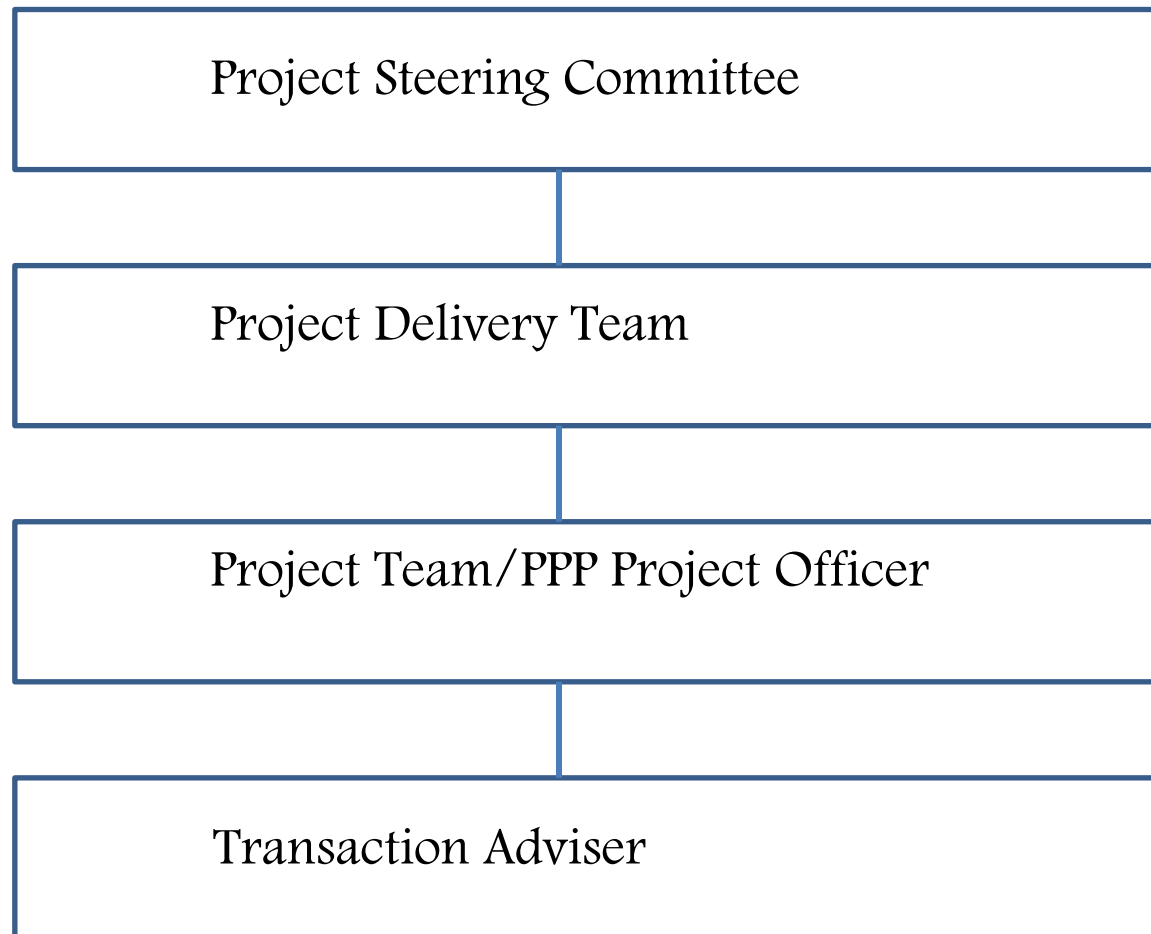 Project Steering Committee
Project Delivery Team
Project Team/PPP Project Officer
Transaction Adviser